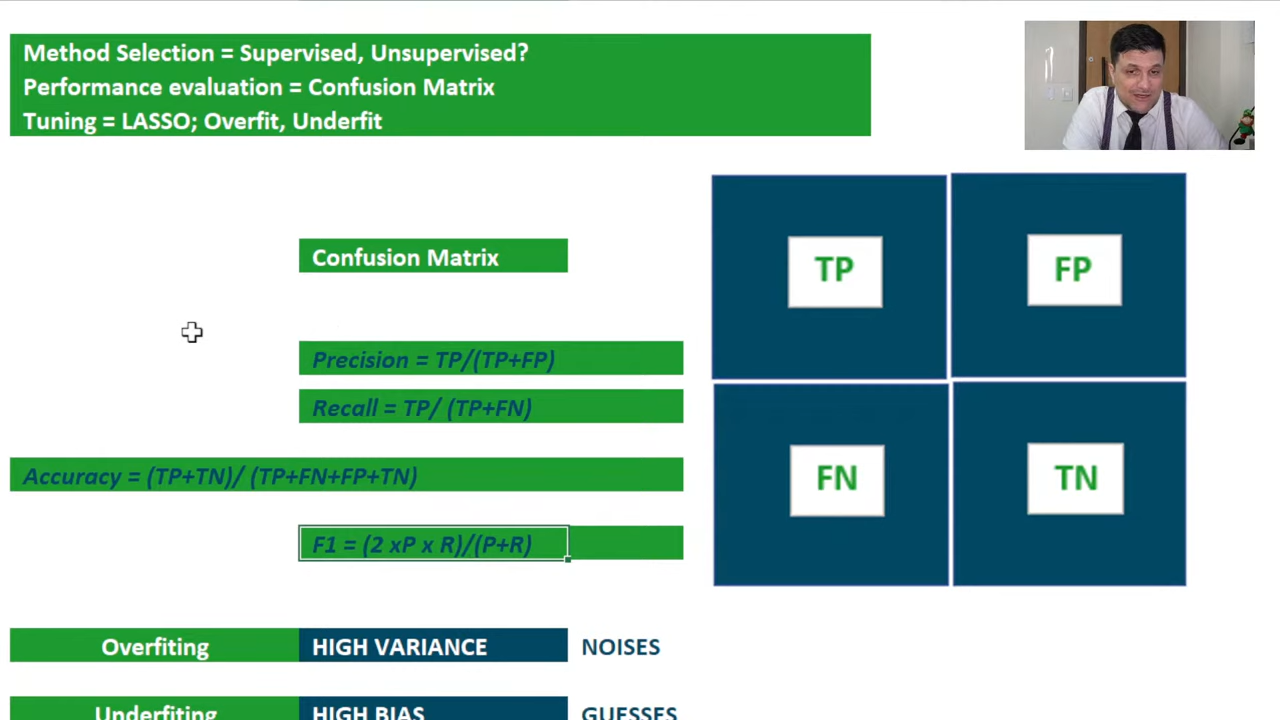 Method Selection = Supervised, Unsupervised?
Performance evaluation = Confusion Matrix
Tuning = LASSO; Overfit, Underfit
Confusion Matrix
TP
FP
Precision = TP/(TP+FP)
Recall = TP/ (TP+FN)
Accuracy = (TP+TN)/ (TP+FN+FP+TN)
FN
TN
F1 = (2 xP x R)/(P+R)
Overfiting HIGH VARIANCE NOISES
Underfiting HIGH BIAS GUESSES